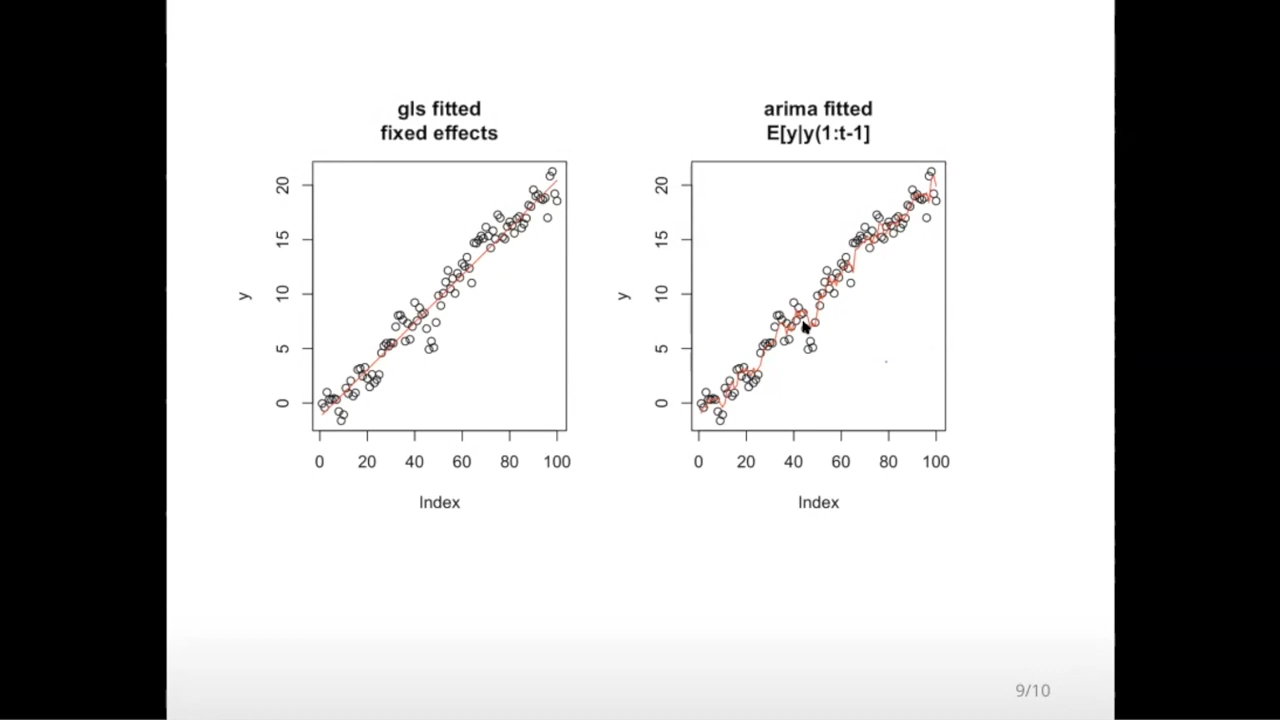 gls fitted
fixed effects
20
15
10
5
0
y
0 20 40 60 80 100
Index
arima fitted
E[y|y(1:t-1]
20
15
10
5
0
y
0 20 40 60 80 100
Index
9/10